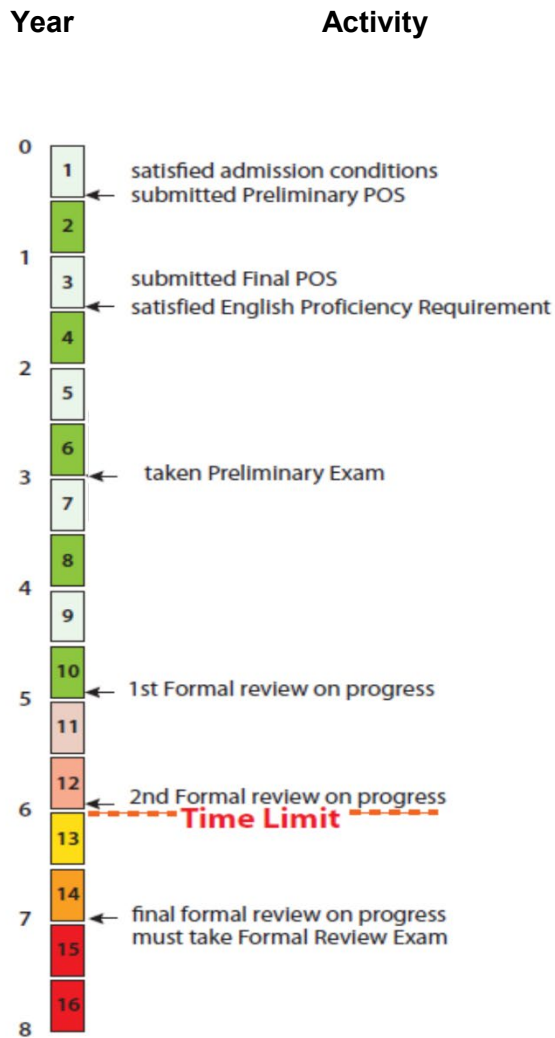 Year Activity
0
1
satisfied admission conditions
submitted Preliminary POS
2
1
3
submitted Final POS
satisfied English Proficiency Requirement
4
2
5
6
3
taken Preliminary Exam
7
8
4
9
10
5
1st Formal review on progress
11
12
2nd Formal review on progress
6
Time Limit
13
14
7
final formal review on progress
must take Formal Review Exam
15
16
8